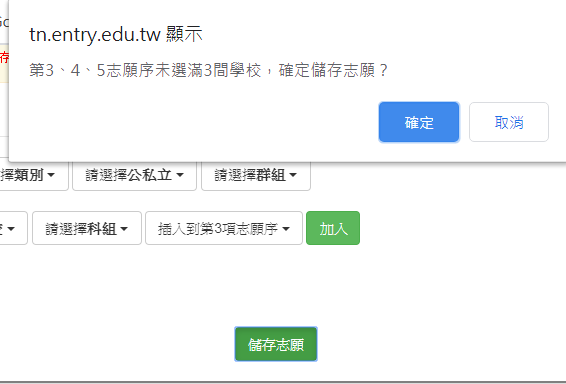 Go
tn.entry.edu.tw 顯示
存
第3、4、5志願序未選滿3間學校，確定儲存志願？
確定
取消
擇類別
請選擇公私立
請選擇群組
請選擇科組
插入到第3項志願序
加入
儲存志願